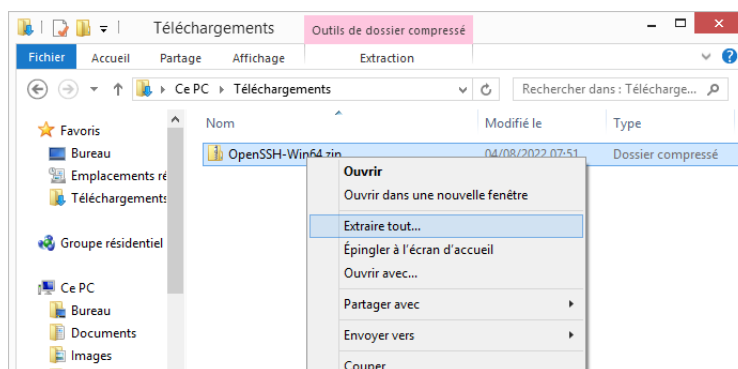 Téléchargements
Outils de dossier compressé
Fichier Accueil Partage Affichage Extraction
Ce PC Téléchargements Rechercher dans : Télécharge...
Nom Modifié le Type
Favoris
OpenSSH-Win64.zip 04/08/2022 07:51 Dossier compressé
Bureau
Emplacements ré
Téléchargements
Groupe résidentiel
Ce PC
Bureau
Documents
Images
Ouvrir
Ouvrir dans une nouvelle fenêtre
Extraire tout...
Épingler à l'écran d'accueil
Ouvrir avec...
Partager avec
Envoyer vers
Couper